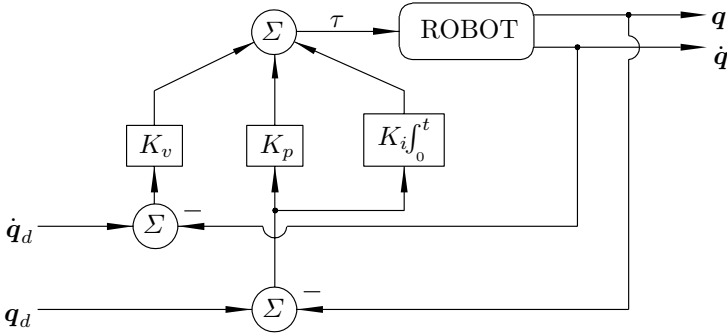 Σ τ ROBOT q
q̇
K_v K_p K_i∫_0^t
q̇_d Σ −
q_d Σ −